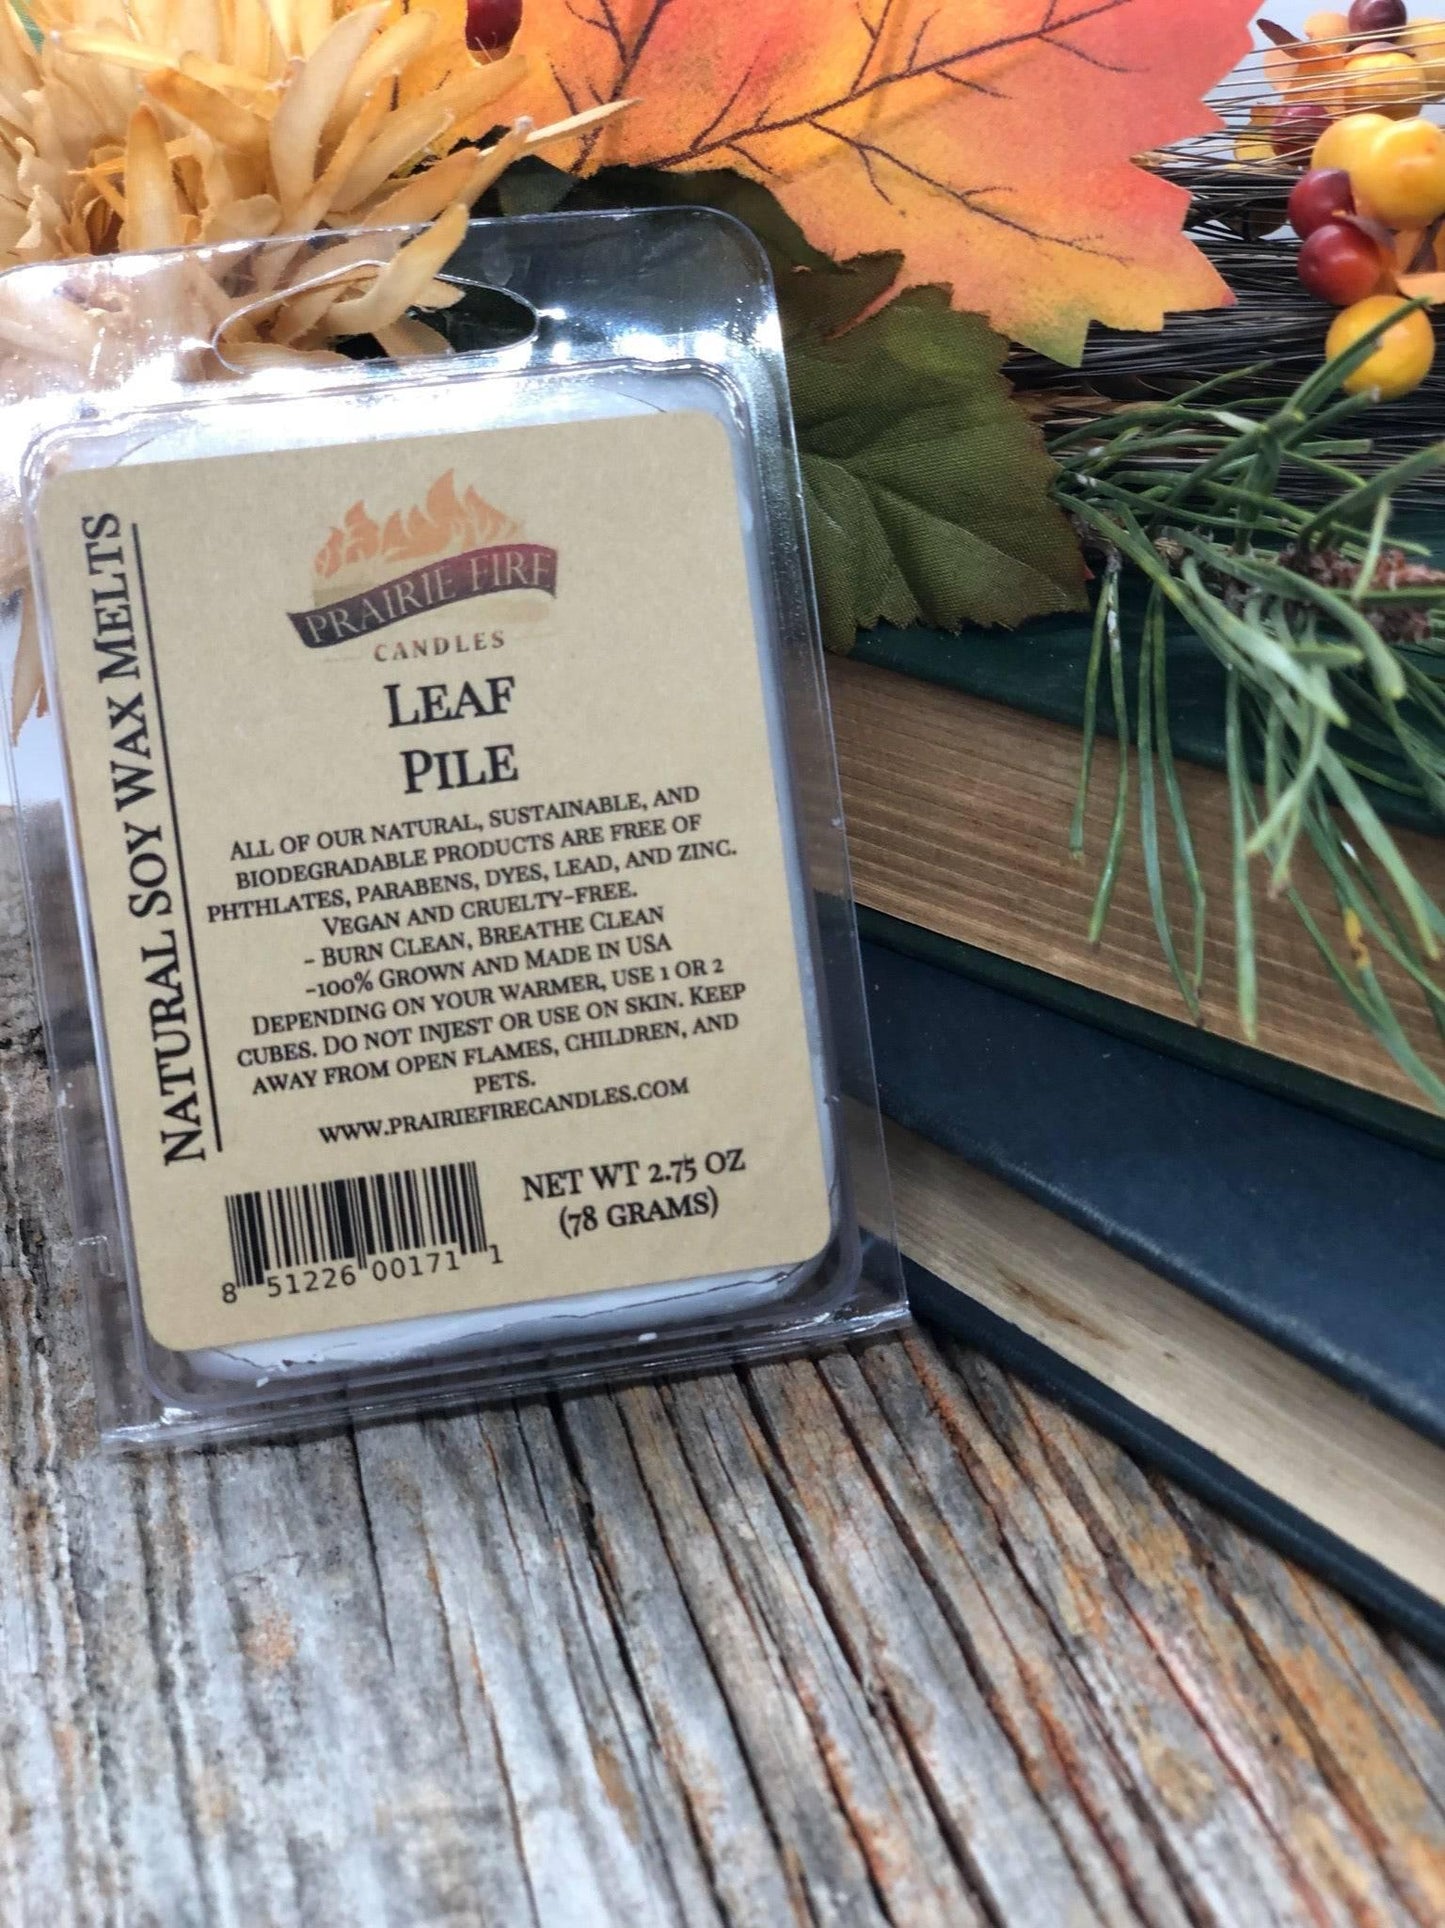 NATURAL SOY WAX MELTS
PRAIRIE FIRE
CANDLES
LEAF
PILE
ALL OF OUR NATURAL, SUSTAINABLE, AND
BIODEGRADABLE PRODUCTS ARE FREE OF
PHTHLATES, PARABENS, DYES, LEAD, AND ZINC.
VEGAN AND CRUELTY-FREE.
- BURN CLEAN, BREATHE CLEAN
-100% GROWN AND MADE IN USA
DEPENDING ON YOUR WARMER, USE 1 OR 2
CUBES. DO NOT INJEST OR USE ON SKIN. KEEP
AWAY FROM OPEN FLAMES, CHILDREN, AND
PETS.
WWW.PRAIRIEFIRECANDLES.COM
NET WT 2.75 OZ
(78 GRAMS)
8 51226 00171 1